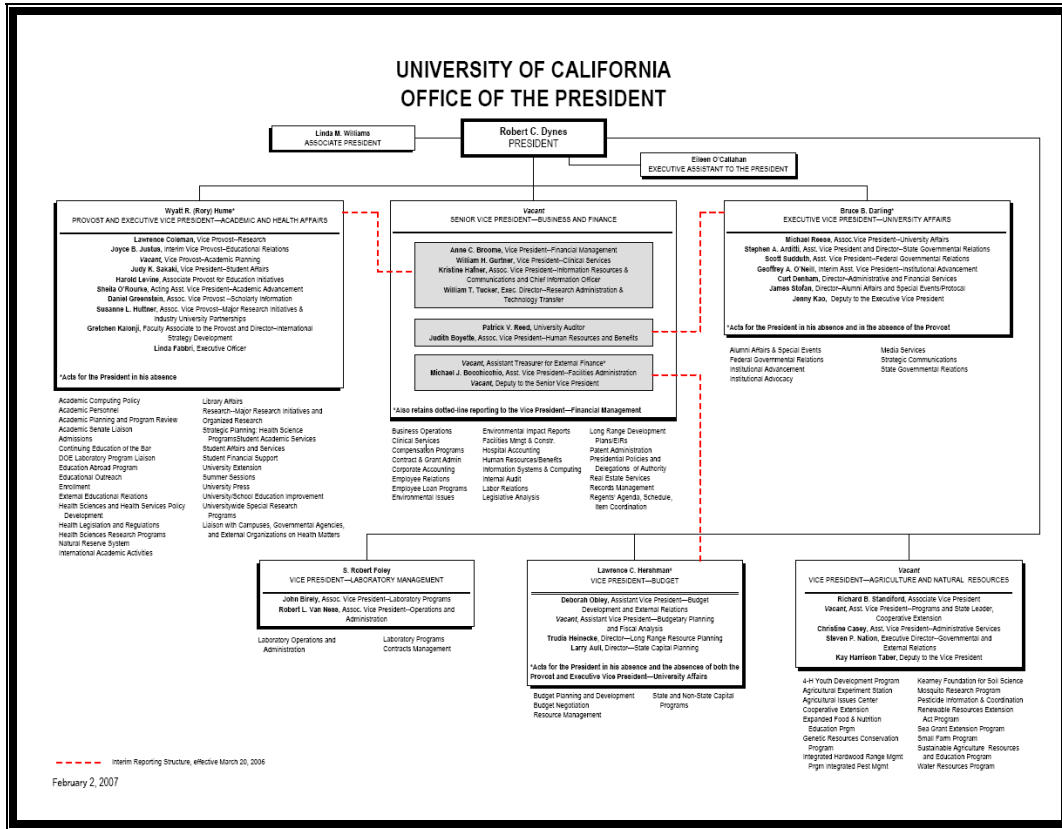 UNIVERSITY OF CALIFORNIA
OFFICE OF THE PRESIDENT
Linda M. Williams
ASSOCIATE PRESIDENT
Robert C. Dynes
PRESIDENT
Eileen O'Callahan
EXECUTIVE ASSISTANT TO THE PRESIDENT
Wyatt R. (Rory) Hume*
PROVOST AND EXECUTIVE VICE PRESIDENT—ACADEMIC AND HEALTH AFFAIRS
Lawrence Coleman, Vice Provost--Research
Joyce B. Justus, Interim Vice Provost--Educational Relations
Vacant, Vice Provost--Academic Planning
Judy K. Sakaki, Vice President--Student Affairs
Harold Levine, Associate Provost for Education Initiatives
Sheila O'Rourke, Acting Asst. Vice President--Academic Advancement
Daniel Greenstein, Assoc. Vice Provost --Scholarly Information
Susanne L. Huttner, Assoc. Vice Provost--Major Research Initiatives &
Industry University Partnerships
Gretchen Kalonji, Faculty Associate to the Provost and Director--International
Strategy Development
Linda Fabbri, Executive Officer
*Acts for the President in his absence
Academic Computing Policy
Academic Personnel
Academic Planning and Program Review
Academic Senate Liaison
Admissions
Continuing Education of the Bar
DOE Laboratory Program Liaison
Education Abroad Program
Educational Outreach
Enrollment
External Educational Relations
Health Sciences and Health Services Policy
Development
Health Legislation and Regulations
Health Sciences Research Programs
Natural Reserve System
International Academic Activities
Library Affairs
Research--Major Research Initiatives and
Organized Research
Strategic Planning: Health Science
ProgramsStudent Academic Services
Student Affairs and Services
Student Financial Support
University Extension
Summer Sessions
University Press
University/School Education Improvement
Universitywide Special Research
Programs
Liaison with Campuses, Governmental Agencies,
and External Organizations on Health Matters
Vacant
SENIOR VICE PRESIDENT—BUSINESS AND FINANCE
Anne C. Broome, Vice President--Financial Management
William H. Gurtner, Vice President--Clinical Services
Kristine Hafner, Assoc. Vice President--Information Resources &
Communications and Chief Information Officer
William T. Tucker, Exec. Director--Research Administration &
Technology Transfer
Patrick V. Reed, University Auditor
Judith Boyette, Assoc. Vice President--Human Resources and Benefits
Vacant, Assistant Treasurer for External Finance*
Michael J. Bocchicchio, Asst. Vice President--Facilities Administration
Vacant, Deputy to the Senior Vice President
*Also retains dotted-line reporting to the Vice President—Financial Management
Business Operations
Clinical Services
Compensation Programs
Contract & Grant Admin
Corporate Accounting
Employee Relations
Employee Loan Programs
Environmental Issues
Environmental Impact Reports
Facilities Mngt & Constr.
Hospital Accounting
Human Resources/Benefits
Information Systems & Computing
Internal Audit
Labor Relations
Legislative Analysis
Long Range Development
Plans/EIRs
Patent Administration
Presidential Policies and
Delegations of Authority
Real Estate Services
Records Management
Regents' Agenda, Schedule,
Item Coordination
Bruce B. Darling*
EXECUTIVE VICE PRESIDENT—UNIVERSITY AFFAIRS
Michael Reese, Assoc.Vice President--University Affairs
Stephen A. Arditti, Asst. Vice President and Director--State Governmental Relations
Scott Sudduth, Asst. Vice President--Federal Governmental Relations
Geoffrey A. O'Neill, Interim Asst. Vice President--Institutional Advancement
Curt Denham, Director--Administrative and Financial Services
James Stofan, Director--Alumni Affairs and Special Events/Protocal
Jenny Kao, Deputy to the Executive Vice President
*Acts for the President in his absence and in the absence of the Provost
Alumni Affairs & Special Events
Federal Governmental Relations
Institutional Advancement
Institutional Advocacy
Media Services
Strategic Communications
State Governmental Relations
S. Robert Foley
VICE PRESIDENT—LABORATORY MANAGEMENT
John Birely, Assoc. Vice President--Laboratory Programs
Robert L. Van Ness, Assoc. Vice President--Operations and
Administration
Laboratory Operations and
Administration
Laboratory Programs
Contracts Management
Lawrence C. Hershman*
VICE PRESIDENT—BUDGET
Deborah Obley, Assistant Vice President—Budget
Development and External Relations
Vacant, Assistant Vice President—Budgetary Planning
and Fiscal Analysis
Trudis Heinecke, Director—Long Range Resource Planning
Larry Aull, Director—State Capital Planning
*Acts for the President in his absence and the absences of both the
Provost and Executive Vice President—University Affairs
Budget Planning and Development
Budget Negotiation
Resource Management
State and Non-State Capital
Programs
Vacant
VICE PRESIDENT—AGRICULTURE AND NATURAL RESOURCES
Richard B. Standiford, Associate Vice President
Vacant, Asst. Vice President--Programs and State Leader,
Cooperative Extension
Christine Casey, Asst. Vice President--Administrative Services
Steven P. Nation, Executive Director--Governmental and
External Relations
Kay Harrison Taber, Deputy to the Vice President
4-H Youth Development Program
Agricultural Experiment Station
Agricultural Issues Center
Cooperative Extension
Expanded Food & Nutrition
Education Prgm
Genetic Resources Conservation
Program
Integrated Hardwood Range Mgmt
Prgm Integrated Pest Mgmt
Kearney Foundation for Soil Science
Mosquito Research Program
Pesticide Information & Coordination
Renewable Resources Extension
Act Program
Sea Grant Extension Program
Small Farm Program
Sustainable Agriculture Resources
and Education Program
Water Resources Program
Interim Reporting Structure, effective March 20, 2006
February 2, 2007